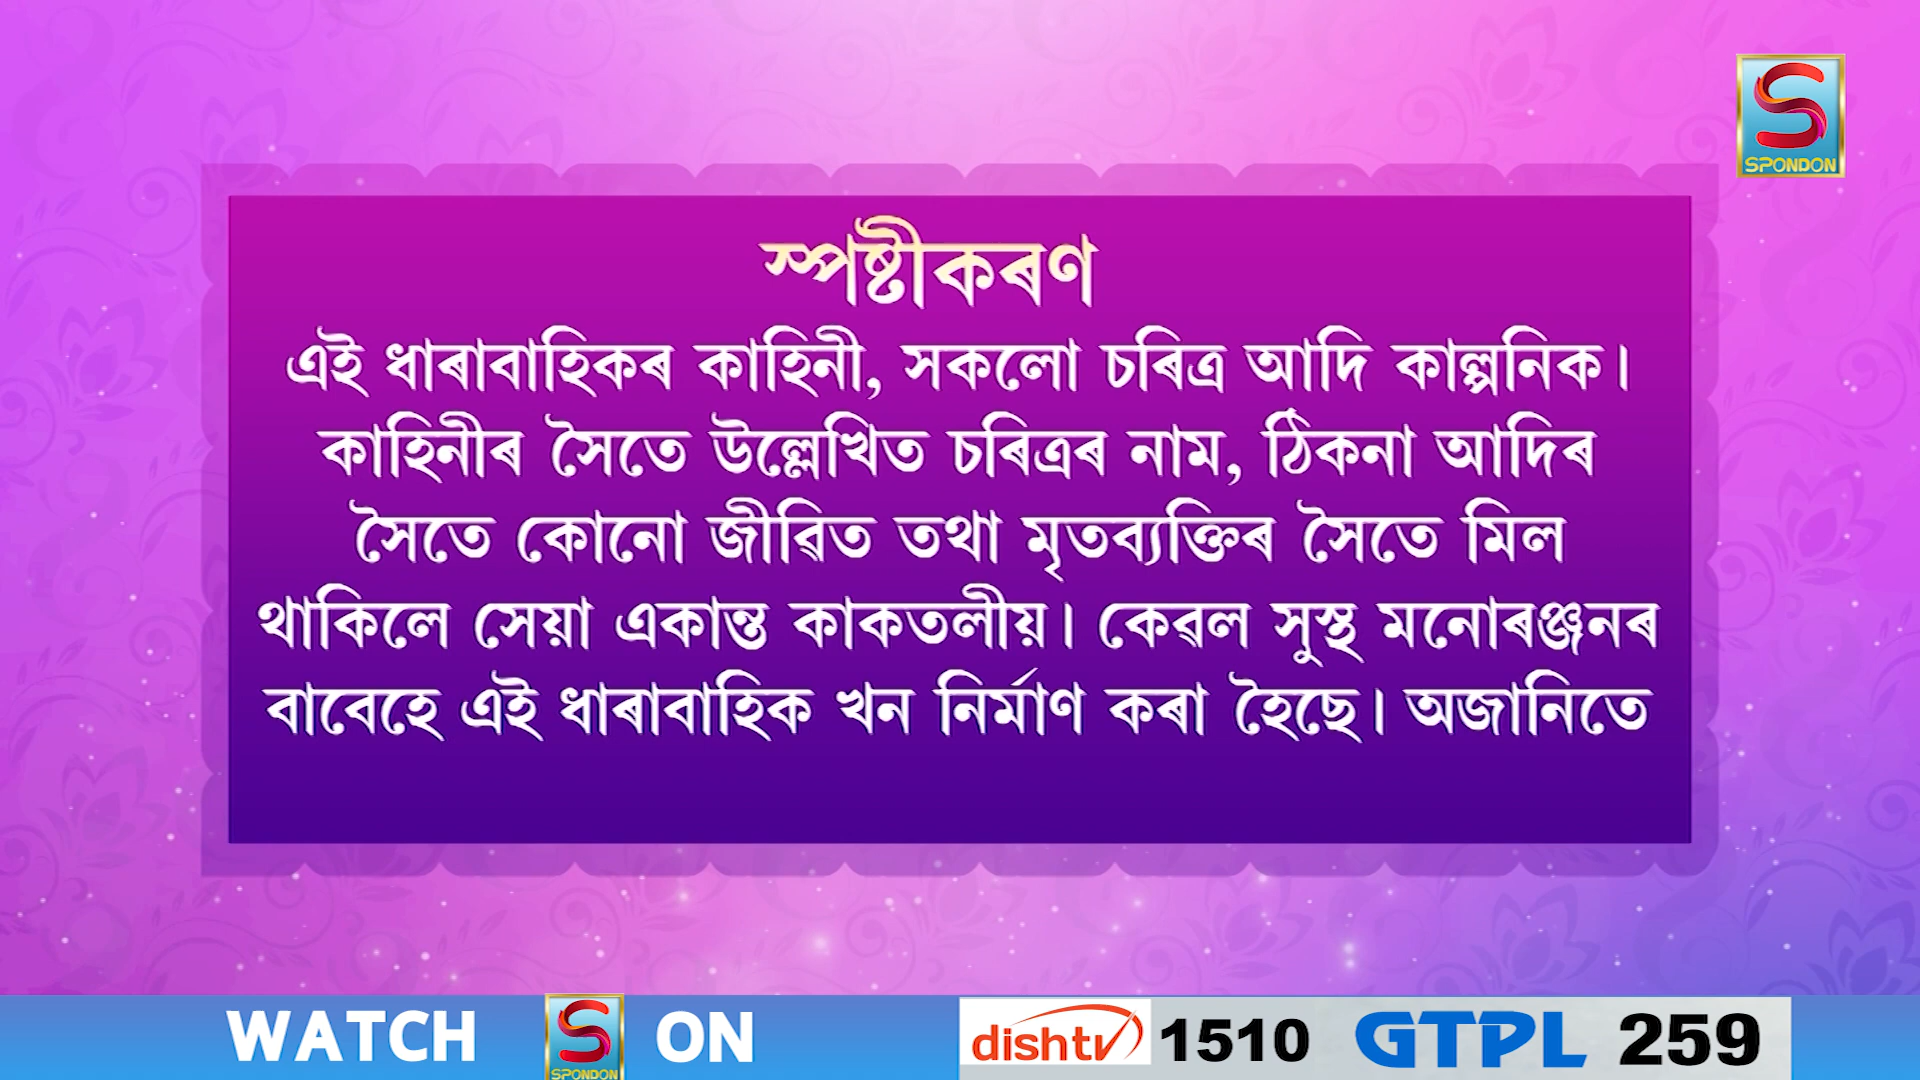 SPONDON
স্পষ্টীকৰণ
এই ধাৰাবাহিকৰ কাহিনী, সকলো চৰিত্ৰ আদি কাল্পনিক।
কাহিনীৰ সৈতে উল্লেখিত চৰিত্ৰৰ নাম, ঠিকনা আদিৰ
সৈতে কোনো জীৱিত তথা মৃতব্যক্তিৰ সৈতে মিল
থাকিলে সেয়া একান্ত কাকতলীয়। কেৱল সুস্থ মনোৰঞ্জনৰ
বাবেহে এই ধাৰাবাহিক খন নিৰ্মাণ কৰা হৈছে। অজানিতে
WATCH S SPONDON ON dishtv 1510 GTPL 259